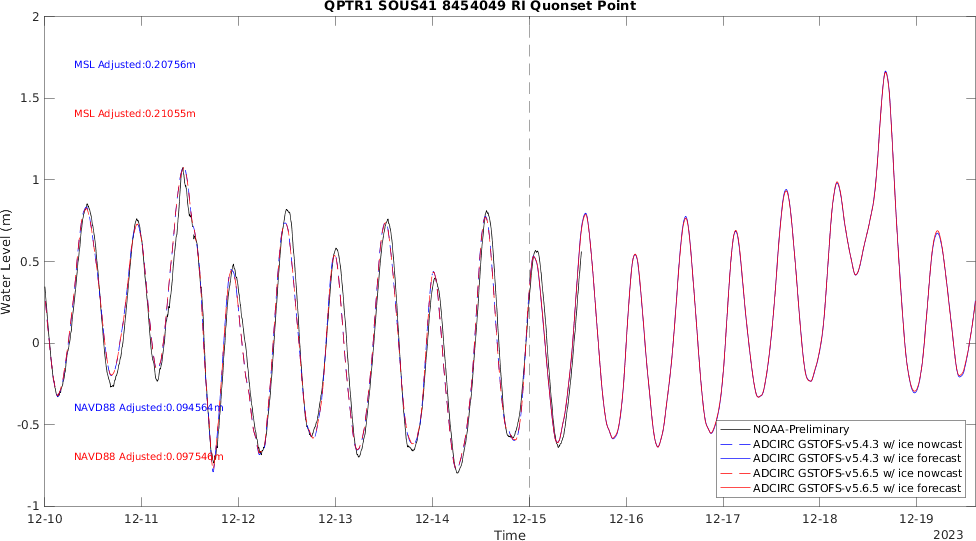 QPTR1 SOUS41 8454049 RI Quonset Point
2
1.5
1
0.5
0
-0.5
-1
Water Level (m)
MSL Adjusted:0.20756m
MSL Adjusted:0.21055m
NAVD88 Adjusted:0.094564m
NAVD88 Adjusted:0.097546m
NOAA-Preliminary
ADCIRC GSTOFS-v5.4.3 w/ ice nowcast
ADCIRC GSTOFS-v5.4.3 w/ ice forecast
ADCIRC GSTOFS-v5.6.5 w/ ice nowcast
ADCIRC GSTOFS-v5.6.5 w/ ice forecast
12-10 12-11 12-12 12-13 12-14 12-15 12-16 12-17 12-18 12-19
Time
2023